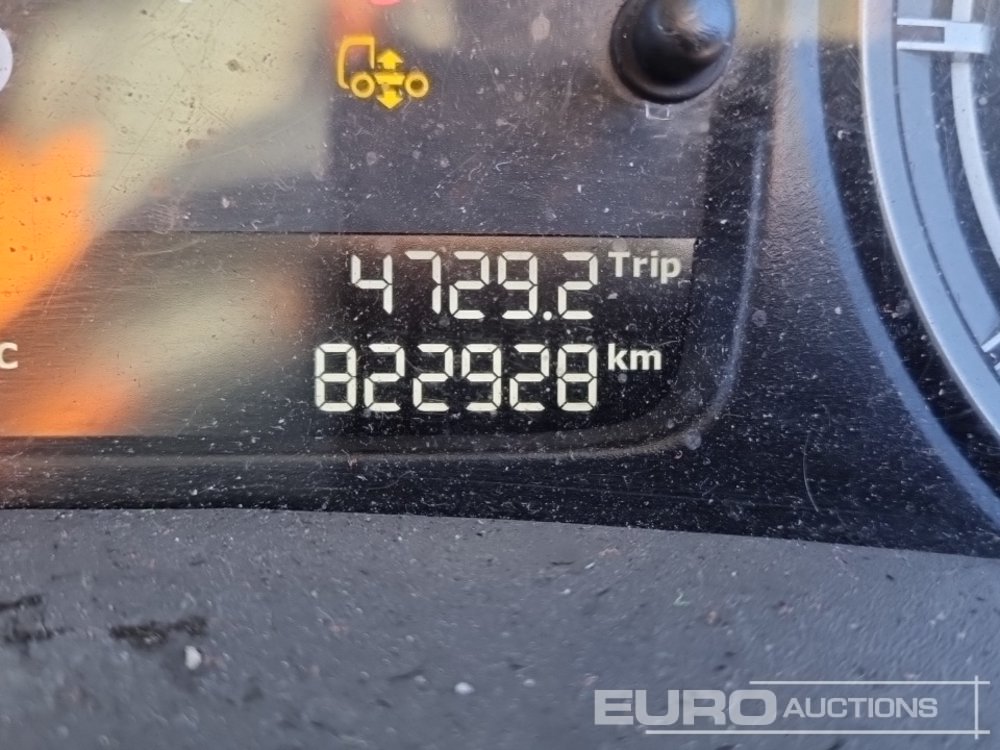 4729.2 Trip
822928 km
C
EURO AUCTIONS